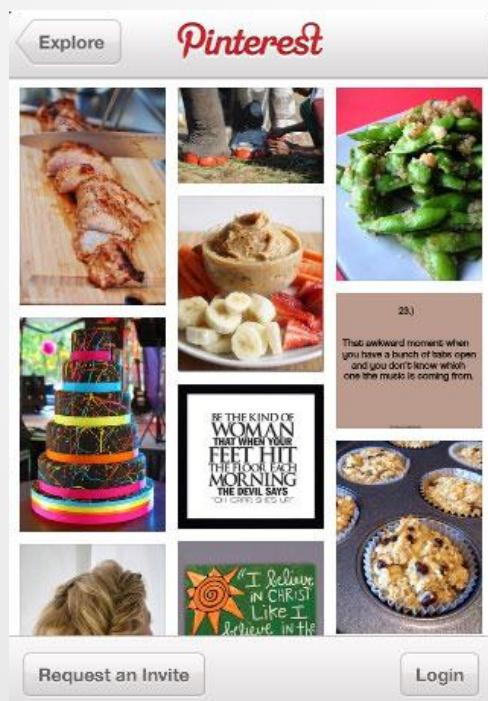 Explore
Pinterest
23.)
That awkward moment when
you have a bunch of tabs open
and you don't know which
one the music is coming from.
BE THE KIND OF
WOMAN
THAT WHEN YOUR
FEET HIT
THE FLOOR EACH
MORNING
THE DEVIL SAYS
"OH CRAP, SHE'S UP!"
"I believe
in CHRIST
Like I
believe in the
Request an Invite
Login